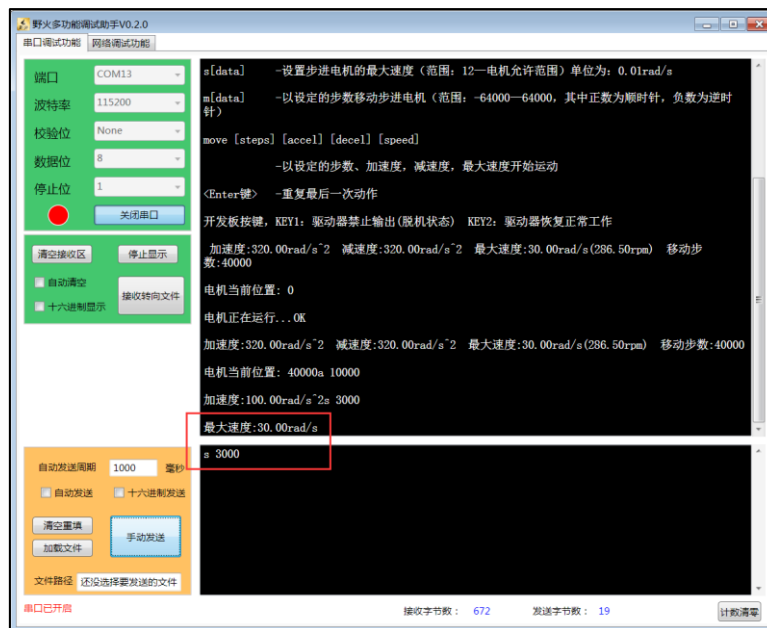 野火多功能调试助手V0.2.0
串口调试功能 网络调试功能
端口 COM13
波特率 115200
校验位 None
数据位 8
停止位 1
关闭串口
清空接收区 停止显示
自动清空
十六进制显示
接收转向文件
s[data] -设置步进电机的最大速度（范围：12—电机允许范围）单位为：0.01rad/s
m[data] -以设定的步数移动步进电机（范围：-64000—64000，其中正数为顺时针，负数为逆时
针）
move [steps] [accel] [decel] [speed]
-以设定的步数、加速度，减速度，最大速度开始运动
<Enter键> -重复最后一次动作
开发板按键，KEY1：驱动器禁止输出(脱机状态) KEY2：驱动器恢复正常工作
加速度:320.00rad/s^2 减速度:320.00rad/s^2 最大速度:30.00rad/s(286.50rpm) 移动步
数:40000
电机当前位置: 0
电机正在运行...OK
加速度:320.00rad/s^2 减速度:320.00rad/s^2 最大速度:30.00rad/s(286.50rpm) 移动步数:40000
电机当前位置: 40000a 10000
加速度:100.00rad/s^2s 3000
最大速度:30.00rad/s
自动发送周期 1000 毫秒
自动发送 十六进制发送
清空重填
加载文件
手动发送
文件路径 还没选择要发送的文件
s 3000
串口已开启
接收字节数： 672 发送字节数： 19 计数清零